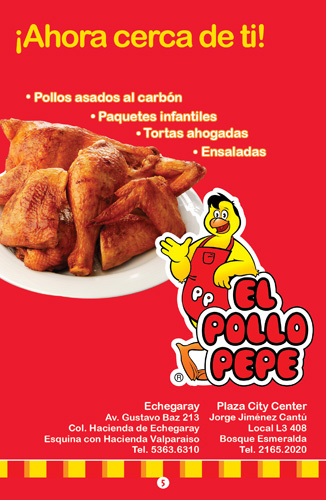 ¡Ahora cerca de ti!
• Pollos asados al carbón
• Paquetes infantiles
• Tortas ahogadas
• Ensaladas
PP
EL
POLLO
PEPE
®
Echegaray
Av. Gustavo Baz 213
Col. Hacienda de Echegaray
Esquina con Hacienda Valparaiso
Tel. 5363.6310
Plaza City Center
Jorge Jiménez Cantú
Local L3 408
Bosque Esmeralda
Tel. 2165.2020
5